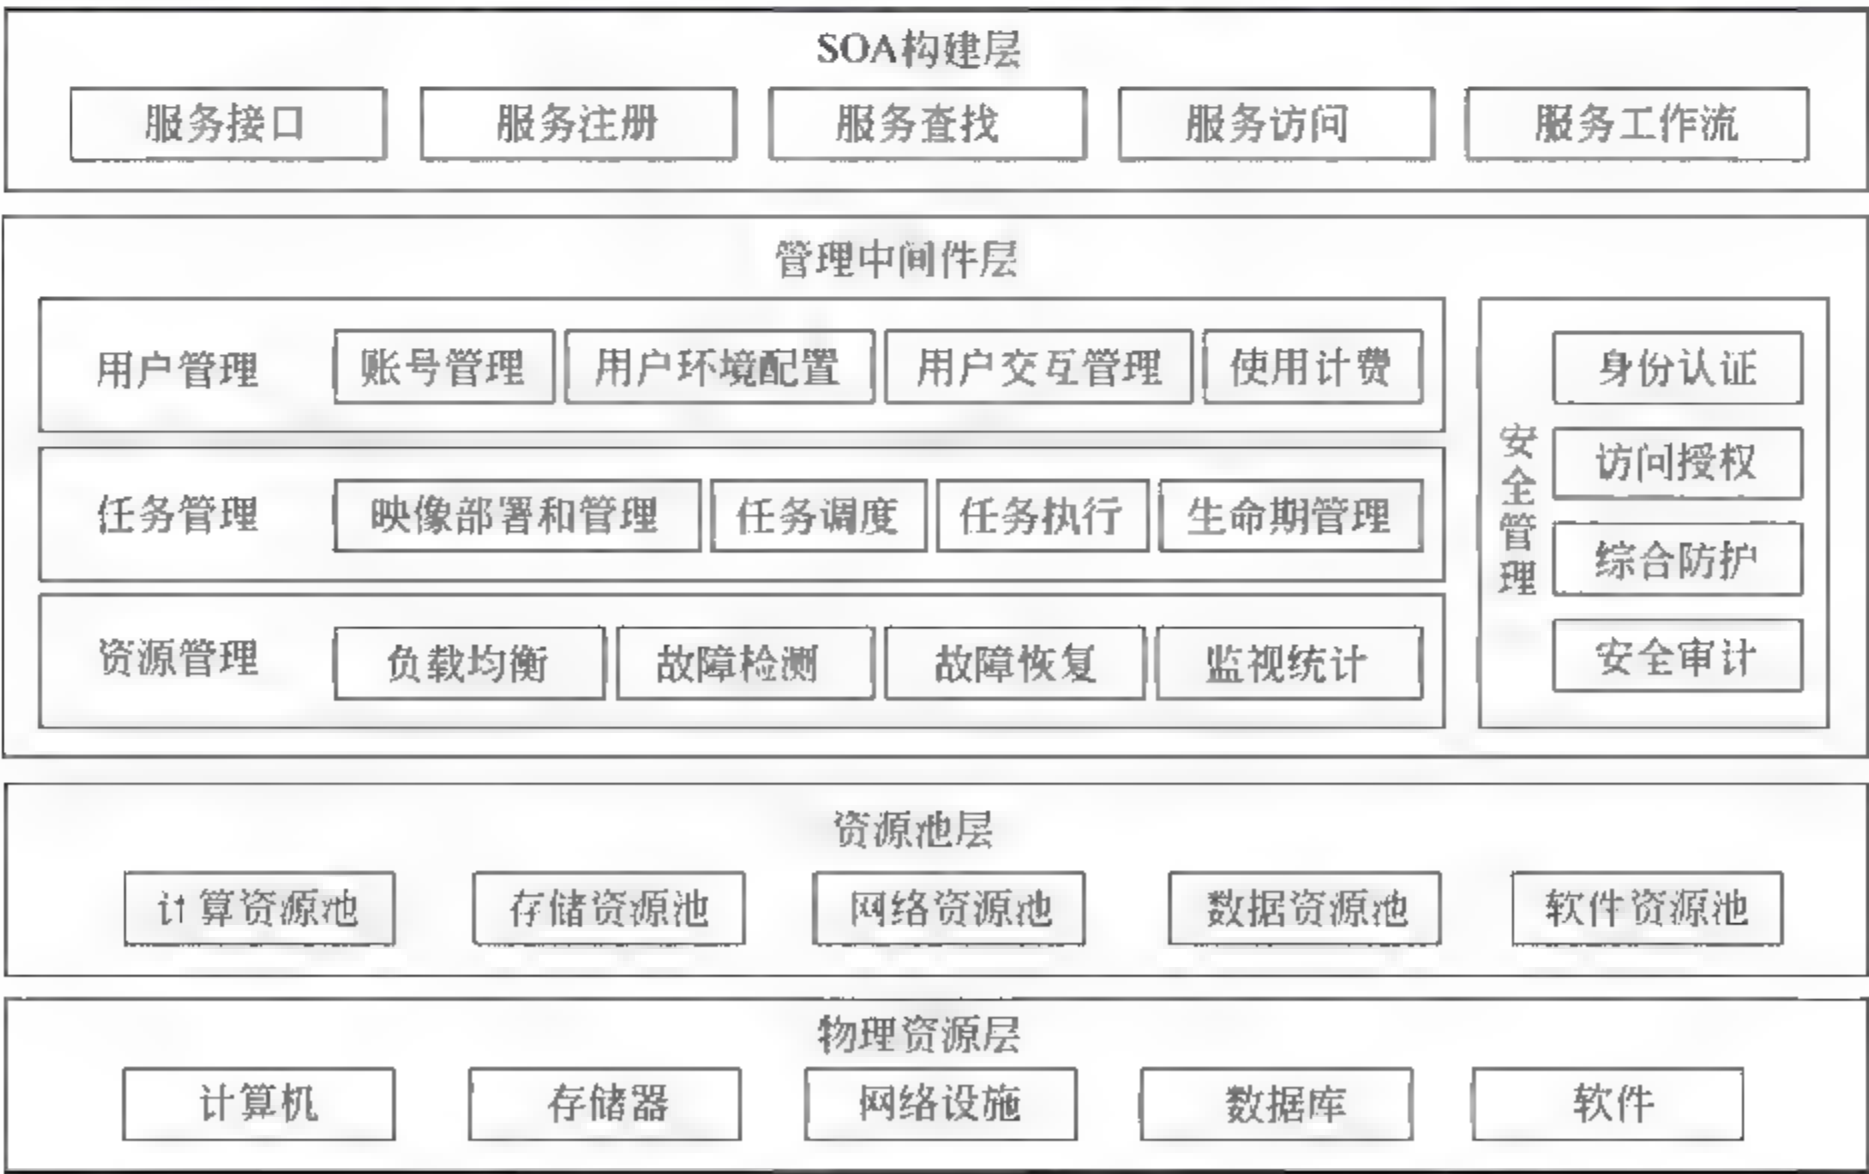 SOA构建层
服务接口 服务注册 服务查找 服务访问 服务工作流
管理中间件层
用户管理 账号管理 用户环境配置 用户交互管理 使用计费
任务管理 映像部署和管理 任务调度 任务执行 生命期管理
资源管理 负载均衡 故障检测 故障恢复 监视统计
安全管理
身份认证
访问授权
综合防护
安全审计
资源池层
计算资源池 存储资源池 网络资源池 数据资源池 软件资源池
物理资源层
计算机 存储器 网络设施 数据库 软件